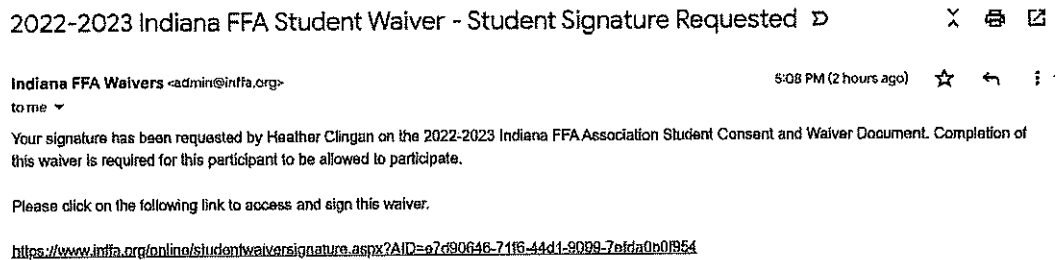 2022-2023 Indiana FFA Student Waiver - Student Signature Requested
Indiana FFA Waivers <admin@inffa.org>
5:08 PM (2 hours ago)
to me
Your signature has been requested by Heather Clingan on the 2022-2023 Indiana FFA Association Student Consent and Waiver Document. Completion of
this waiver is required for this participant to be allowed to participate.
Please click on the following link to access and sign this waiver.
https://www.inffa.org/online/studentwaiversignature.aspx?AID=e7d90646-71f6-44d1-9099-7efda0b0f954